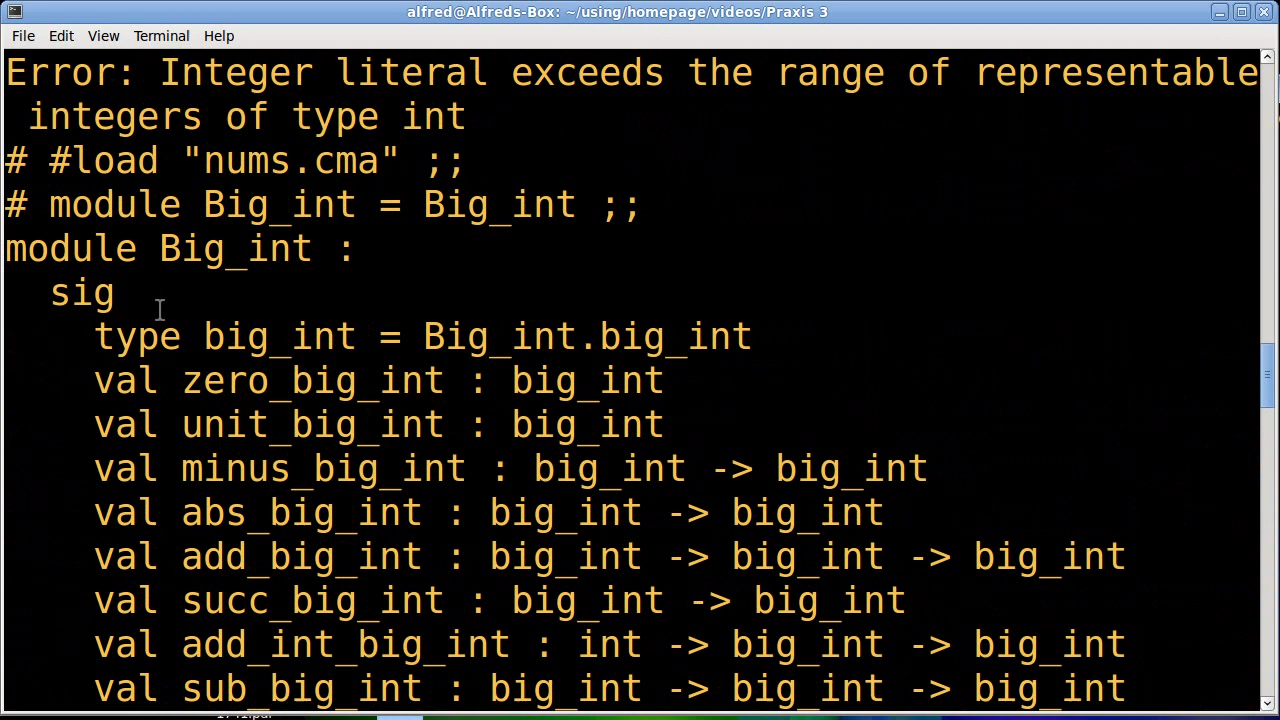 alfred@Alfreds-Box: ~/using/homepage/videos/Praxis 3
File Edit View Terminal Help
Error: Integer literal exceeds the range of representable
 integers of type int
# #load "nums.cma" ;;
# module Big_int = Big_int ;;
module Big_int :
  sig
    type big_int = Big_int.big_int
    val zero_big_int : big_int
    val unit_big_int : big_int
    val minus_big_int : big_int -> big_int
    val abs_big_int : big_int -> big_int
    val add_big_int : big_int -> big_int -> big_int
    val succ_big_int : big_int -> big_int
    val add_int_big_int : int -> big_int -> big_int
    val sub_big_int : big_int -> big_int -> big_int